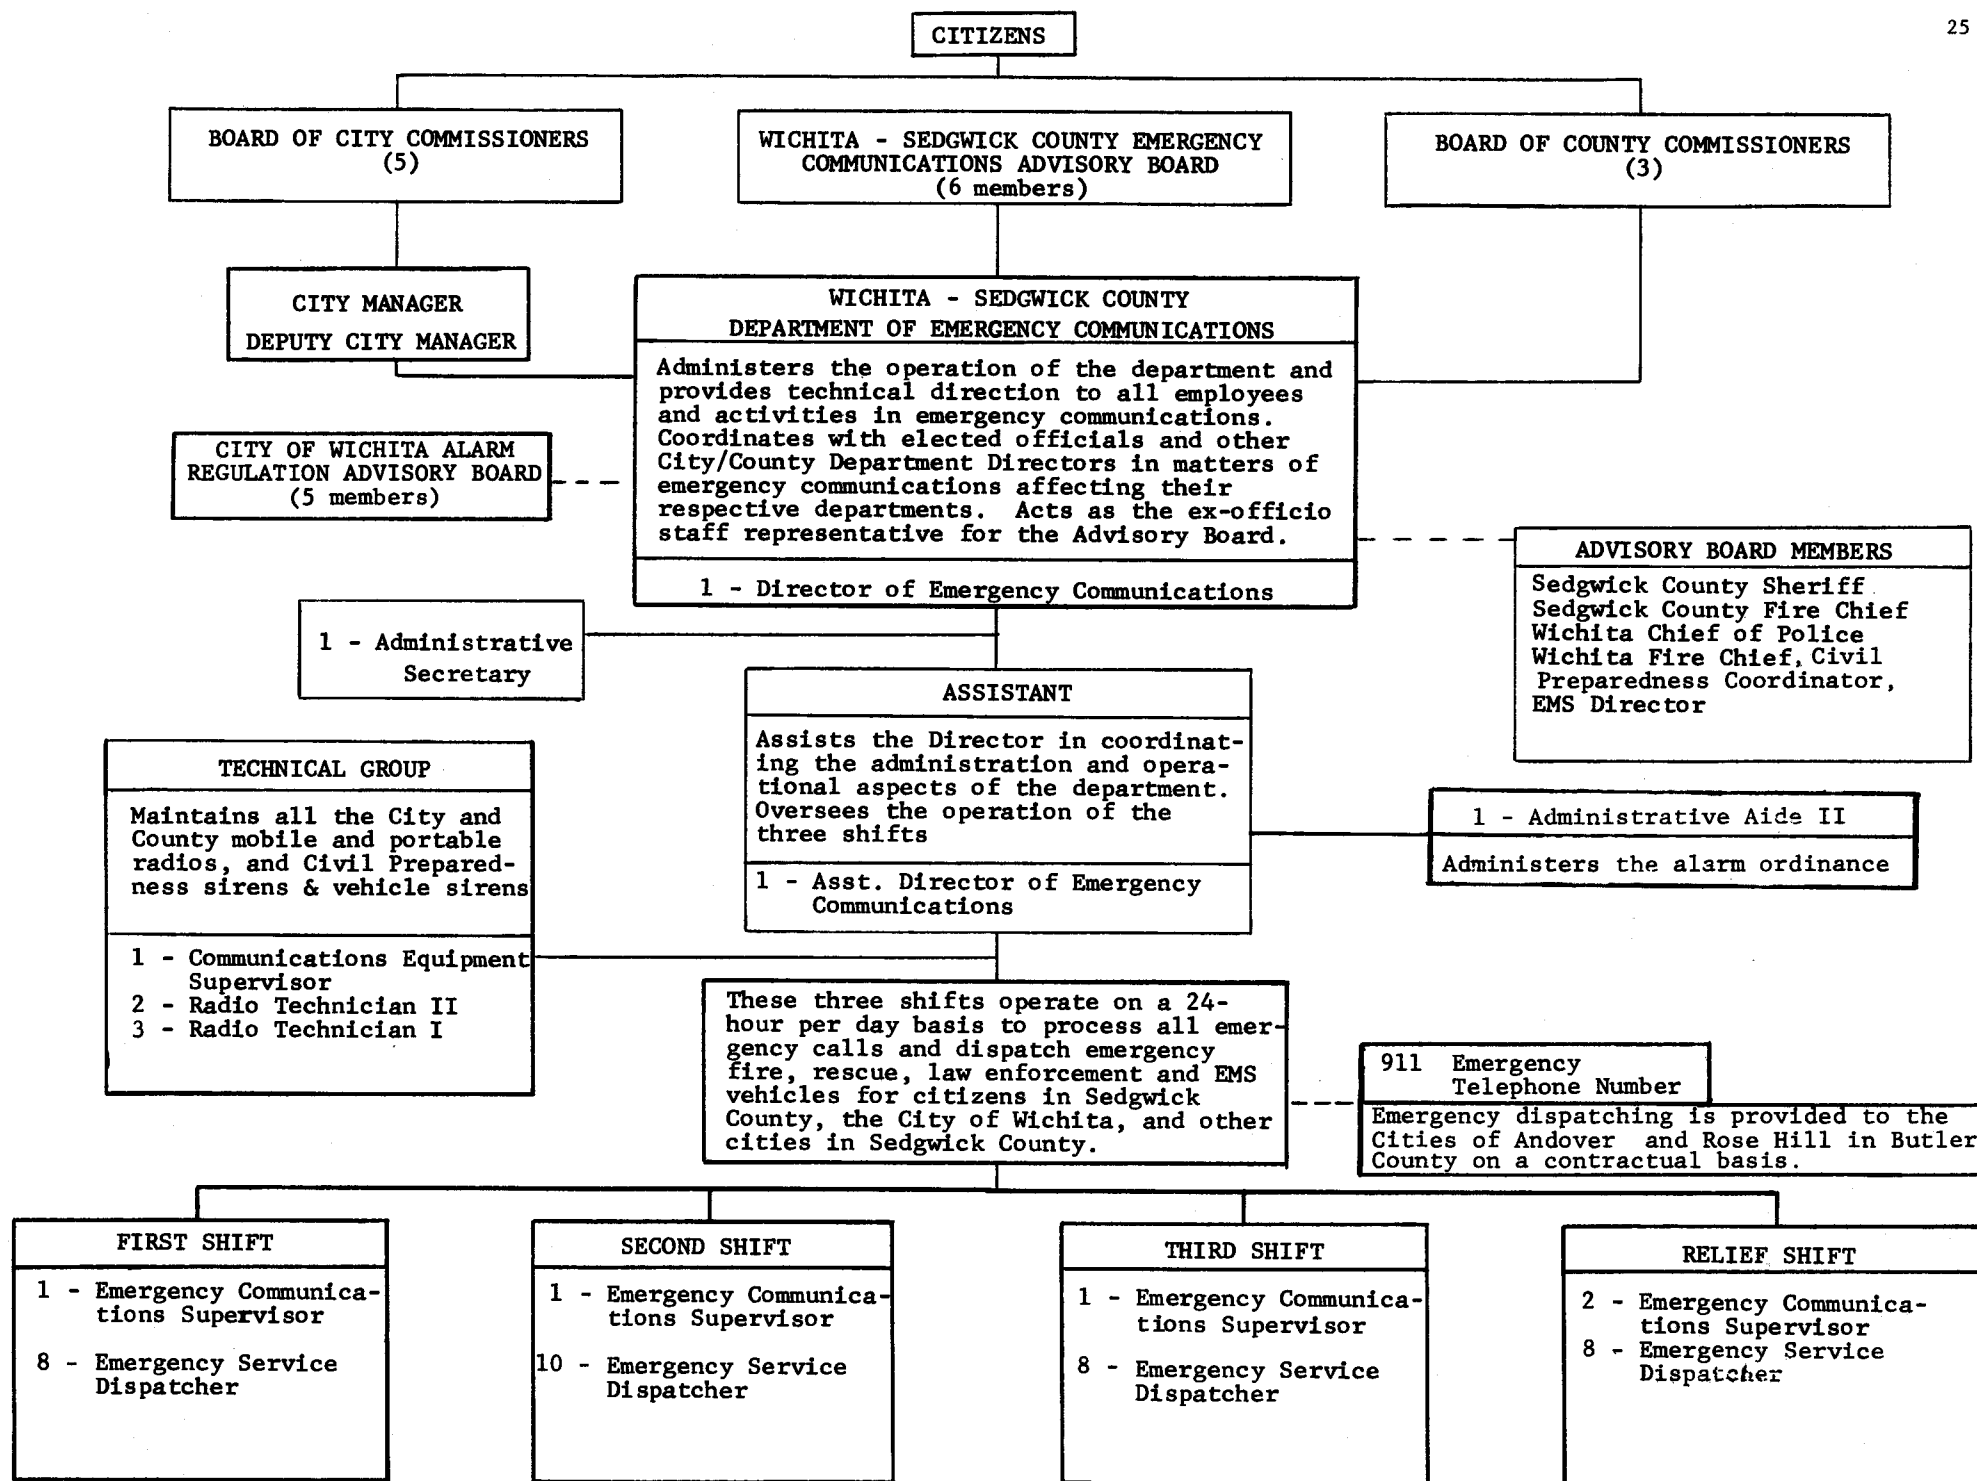 25
CITIZENS
BOARD OF CITY COMMISSIONERS
(5)
WICHITA - SEDGWICK COUNTY EMERGENCY
COMMUNICATIONS ADVISORY BOARD
(6 members)
BOARD OF COUNTY COMMISSIONERS
(3)
CITY MANAGER
DEPUTY CITY MANAGER
WICHITA - SEDGWICK COUNTY
DEPARTMENT OF EMERGENCY COMMUNICATIONS
Administers the operation of the department and
provides technical direction to all employees
and activities in emergency communications.
Coordinates with elected officials and other
City/County Department Directors in matters of
emergency communications affecting their
respective departments. Acts as the ex-officio
staff representative for the Advisory Board.
1 - Director of Emergency Communications
CITY OF WICHITA ALARM
REGULATION ADVISORY BOARD
(5 members)
ADVISORY BOARD MEMBERS
Sedgwick County Sheriff
Sedgwick County Fire Chief
Wichita Chief of Police
Wichita Fire Chief, Civil
Preparedness Coordinator,
EMS Director
1 - Administrative
Secretary
ASSISTANT
Assists the Director in coordinat-
ing the administration and opera-
tional aspects of the department.
Oversees the operation of the
three shifts
1 - Asst. Director of Emergency
Communications
TECHNICAL GROUP
Maintains all the City and
County mobile and portable
radios, and Civil Prepared-
ness sirens & vehicle sirens
1 - Communications Equipment
Supervisor
2 - Radio Technician II
3 - Radio Technician I
1 - Administrative Aide II
Administers the alarm ordinance
These three shifts operate on a 24-
hour per day basis to process all emer-
gency calls and dispatch emergency
fire, rescue, law enforcement and EMS
vehicles for citizens in Sedgwick
County, the City of Wichita, and other
cities in Sedgwick County.
911 Emergency
Telephone Number
Emergency dispatching is provided to the
Cities of Andover and Rose Hill in Butler
County on a contractual basis.
FIRST SHIFT
1 - Emergency Communica-
tions Supervisor
8 - Emergency Service
Dispatcher
SECOND SHIFT
1 - Emergency Communica-
tions Supervisor
10 - Emergency Service
Dispatcher
THIRD SHIFT
1 - Emergency Communica-
tions Supervisor
8 - Emergency Service
Dispatcher
RELIEF SHIFT
2 - Emergency Communica-
tions Supervisor
8 - Emergency Service
Dispatcher